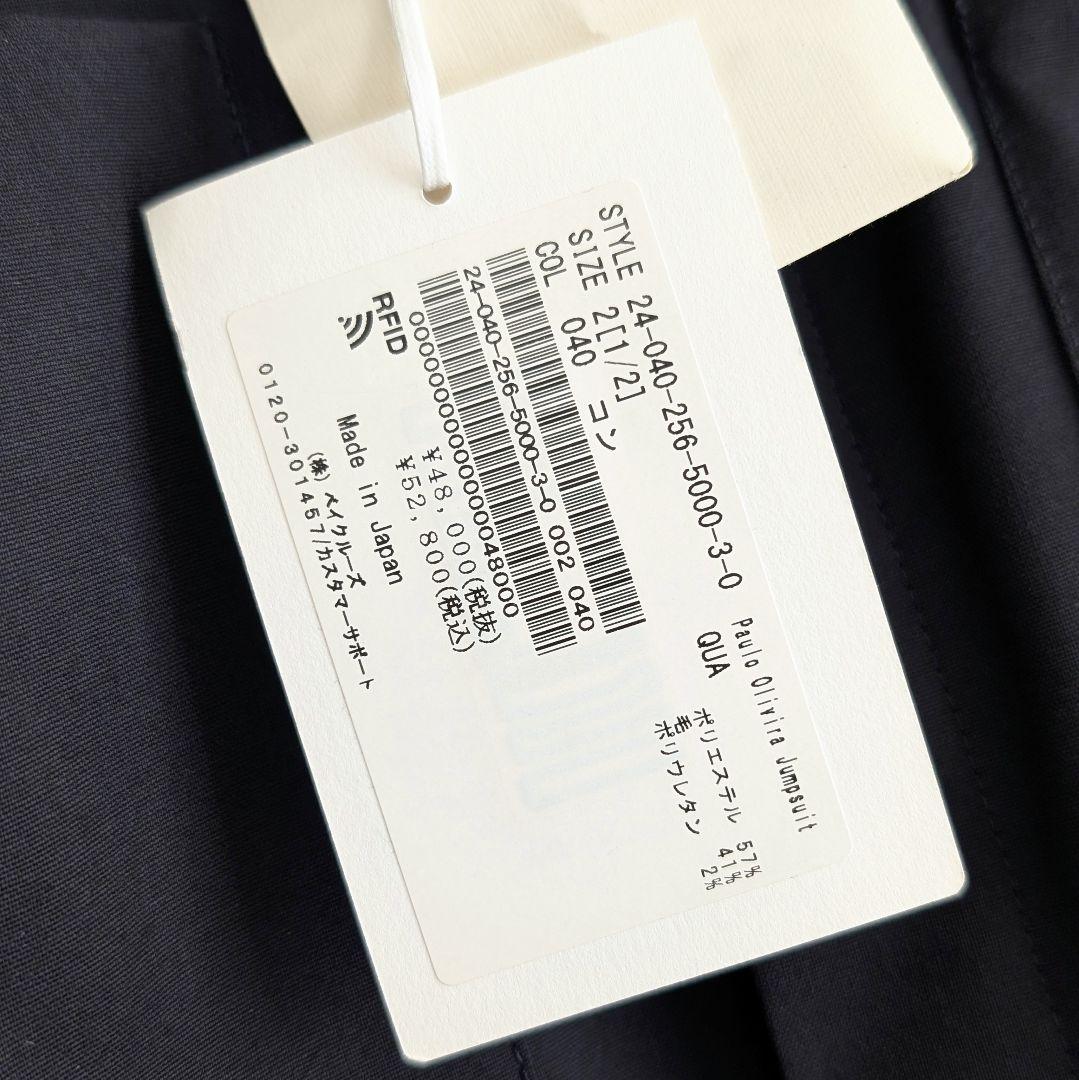 STYLE 24-040-256-5000-3-0 Paulo Olivira Jumpsuit
SIZE 2[1/2] QUA ポリエステル 57%
COL 040 コン 毛 41%
ポリウレタン 2%
24-040-256-5000-3-0 002 040
0000000000000000048000
RFID
¥48,000(税抜)
¥52,800(税込)
Made in Japan
(株)ベイクルーズ
0120-301457/カスタマーサポート